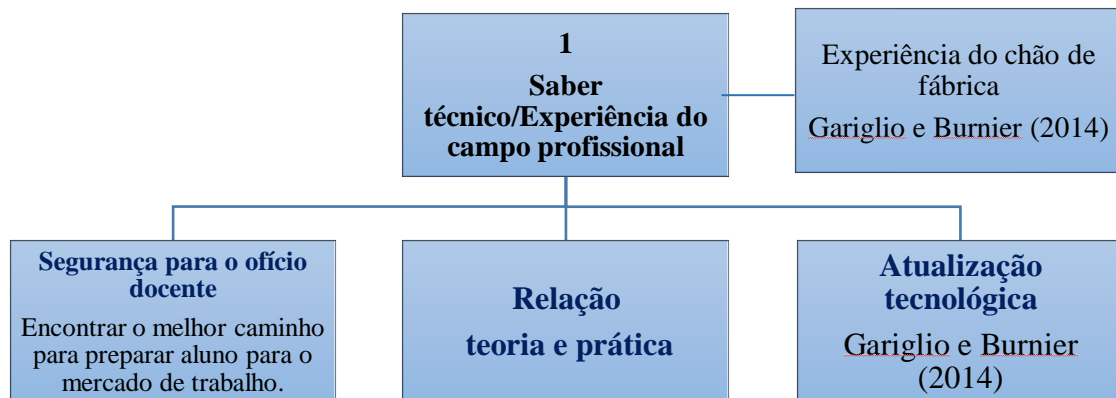 1
Saber
técnico/Experiência do
campo profissional
Experiência do chão de
fábrica
Gariglio e Burnier (2014)
Segurança para o ofício
docente
Encontrar o melhor caminho
para preparar aluno para o
mercado de trabalho.
Relação
teoria e prática
Atualização
tecnológica
Gariglio e Burnier
(2014)